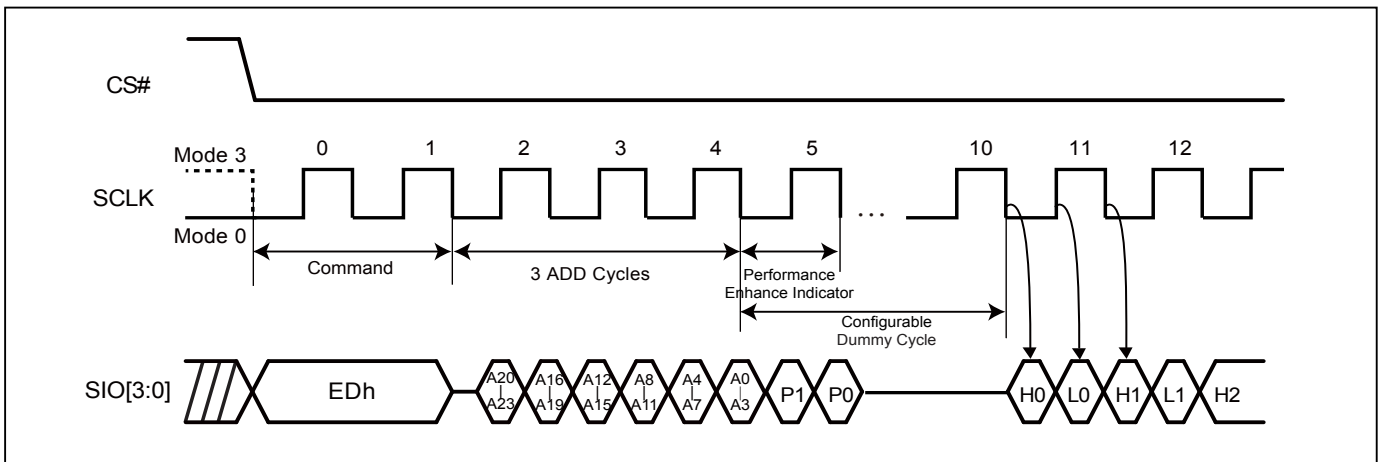 CS#
Mode 3
0 1 2 3 4 5 10 11 12
SCLK
...
Mode 0
Command
3 ADD Cycles
Performance
Enhance Indicator
Configurable
Dummy Cycle
SIO[3:0]
EDh
A20 | A23
A16 | A19
A12 | A15
A8 | A11
A4 | A7
A0 | A3
P1 P0
H0 L0 H1 L1 H2